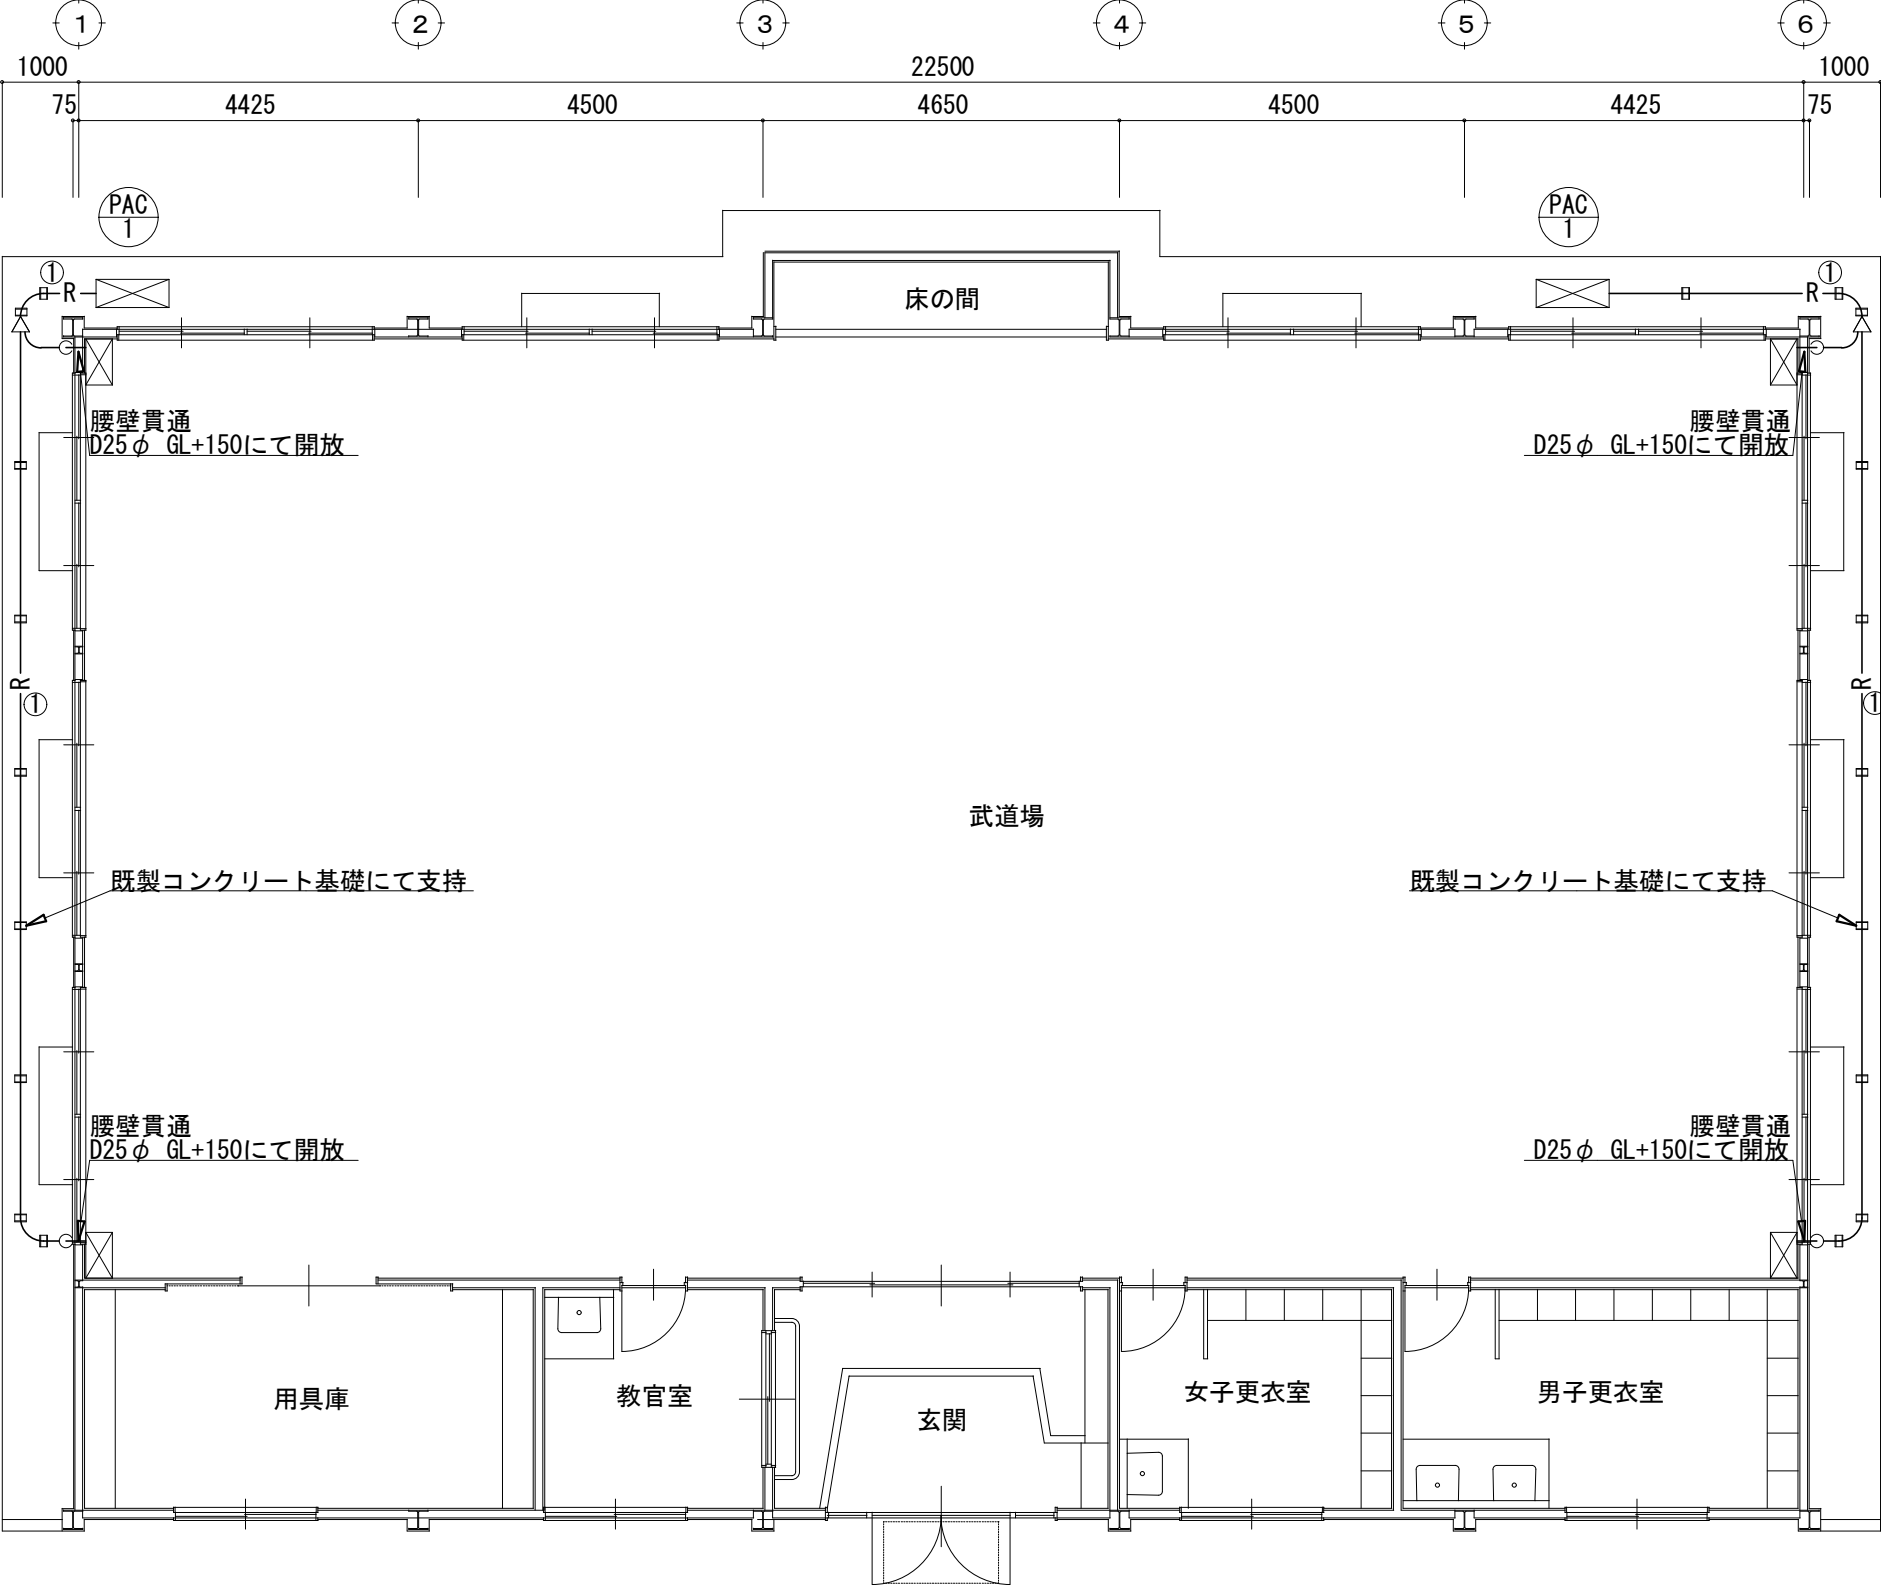 1 2 3 4 5 6
1000 22500 1000
75 4425 4500 4650 4500 4425 75
PAC
1
PAC
1
① R
床の間
R ①
腰壁貫通
D25φ GL+150にて開放
腰壁貫通
D25φ GL+150にて開放
R
①
R
①
武道場
既製コンクリート基礎にて支持
既製コンクリート基礎にて支持
腰壁貫通
D25φ GL+150にて開放
腰壁貫通
D25φ GL+150にて開放
用具庫
教官室
玄関
女子更衣室
男子更衣室